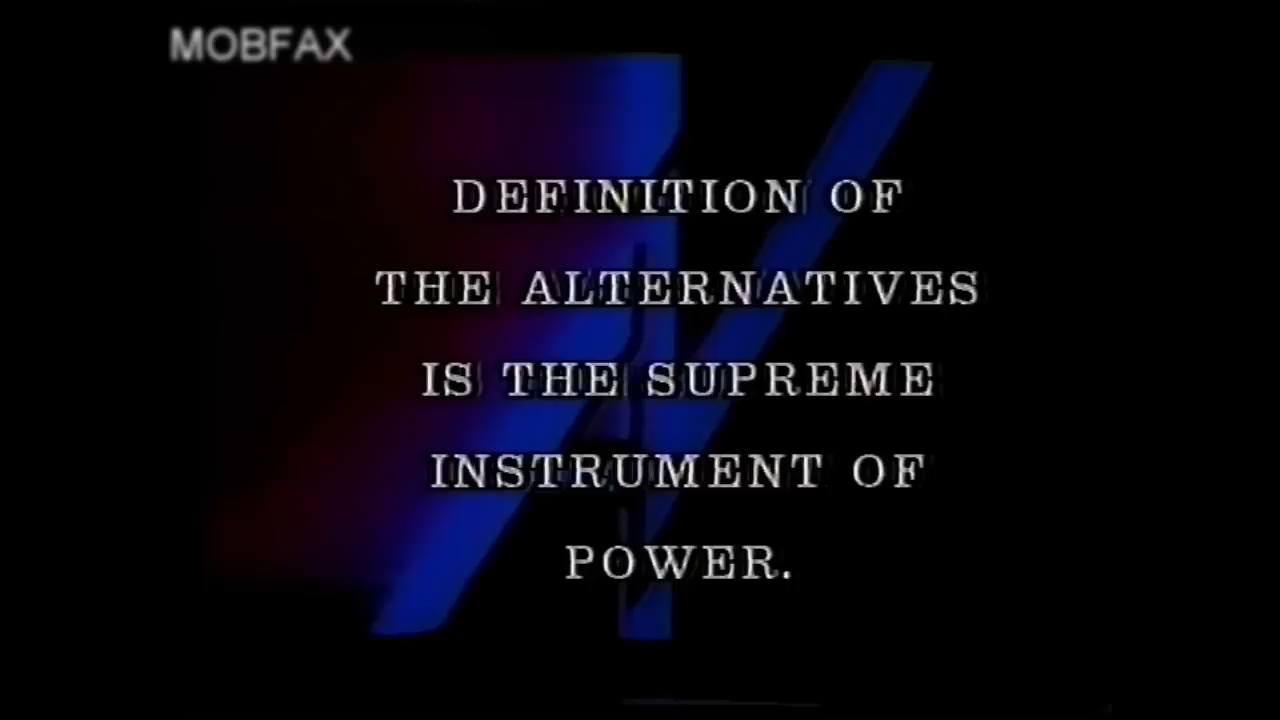 MOBFAX
DEFINITION OF
THE ALTERNATIVES
IS THE SUPREME
INSTRUMENT OF
POWER.